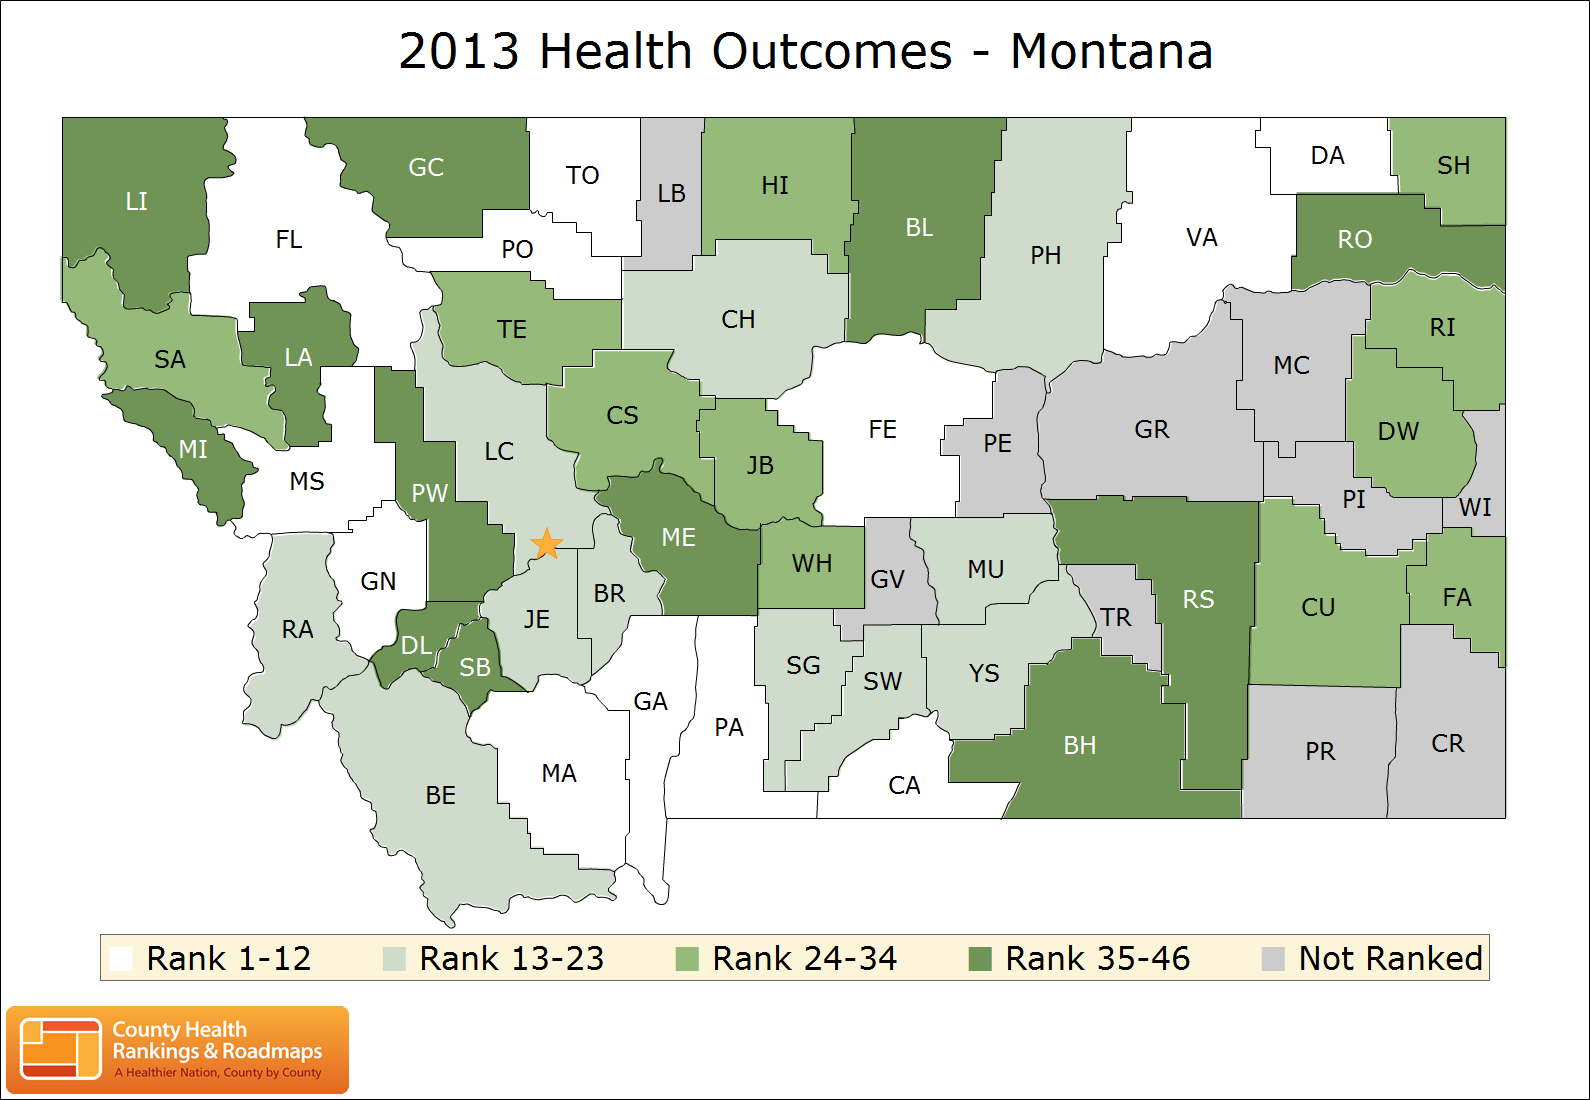 2013 Health Outcomes - Montana
LI
FL
GC
TO
LB
HI
BL
PH
VA
DA
SH
RO
PO
SA
LA
TE
CH
MC
RI
MI
MS
PW
LC
CS
JB
FE
PE
GR
DW
PI
WI
GN
RA
DL
SB
JE
BR
ME
WH
GV
MU
TR
RS
CU
FA
BE
MA
GA
PA
SG
SW
YS
CA
BH
PR
CR
Rank 1-12 Rank 13-23 Rank 24-34 Rank 35-46 Not Ranked
County Health
Rankings & Roadmaps
A Healthier Nation, County by County